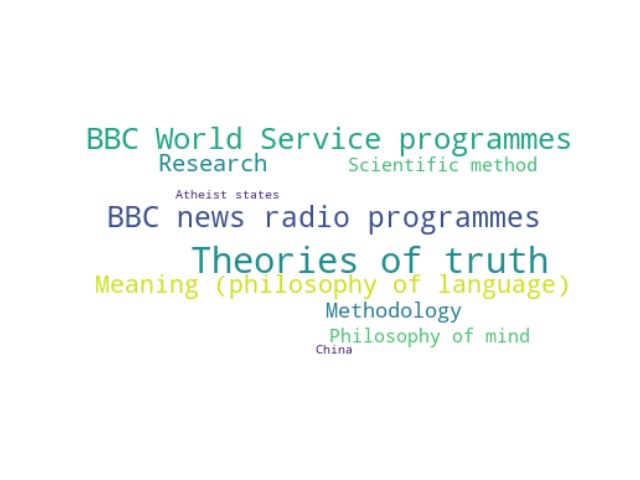 BBC World Service programmes
Research
Scientific method
Atheist states
BBC news radio programmes
Theories of truth
Meaning (philosophy of language)
Methodology
Philosophy of mind
China